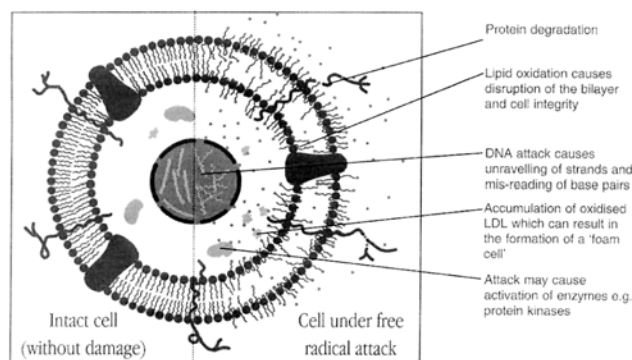 Protein degradation
Lipid oxidation causes
disruption of the bilayer
and cell integrity
DNA attack causes
unravelling of strands and
mis-reading of base pairs
Accumulation of oxidised
LDL which can result in
the formation of a 'foam
cell'
Attack may cause
activation of enzymes e.g.
protein kinases
Intact cell
(without damage)
Cell under free
radical attack